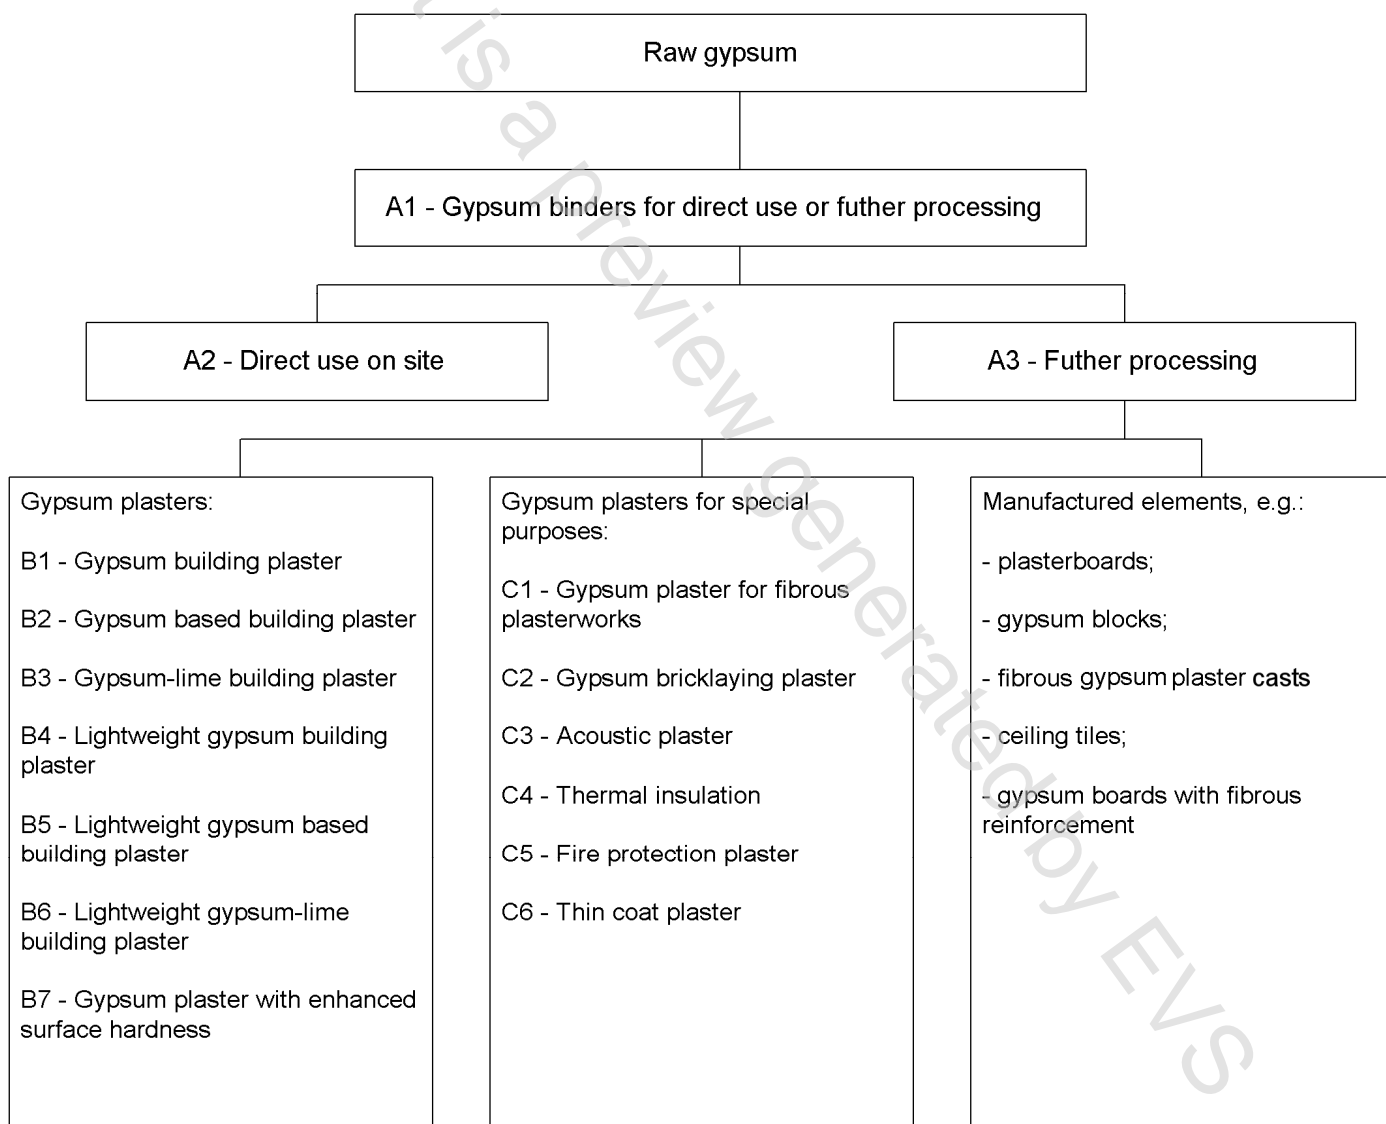 Raw gypsum
A1 - Gypsum binders for direct use or futher processing
A2 - Direct use on site
A3 - Futher processing
Gypsum plasters:
B1 - Gypsum building plaster
B2 - Gypsum based building plaster
B3 - Gypsum-lime building plaster
B4 - Lightweight gypsum building
plaster
B5 - Lightweight gypsum based
building plaster
B6 - Lightweight gypsum-lime
building plaster
B7 - Gypsum plaster with enhanced
surface hardness
Gypsum plasters for special
purposes:
C1 - Gypsum plaster for fibrous
plasterworks
C2 - Gypsum bricklaying plaster
C3 - Acoustic plaster
C4 - Thermal insulation
C5 - Fire protection plaster
C6 - Thin coat plaster
Manufactured elements, e.g.:
- plasterboards;
- gypsum blocks;
- fibrous gypsum plaster casts
- ceiling tiles;
- gypsum boards with fibrous
reinforcement
is a preview generated by EVS